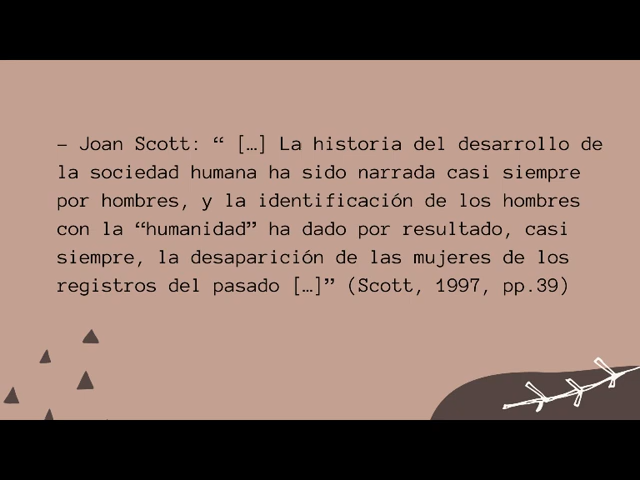 – Joan Scott: “ […] La historia del desarrollo de
la sociedad humana ha sido narrada casi siempre
por hombres, y la identificación de los hombres
con la “humanidad” ha dado por resultado, casi
siempre, la desaparición de las mujeres de los
registros del pasado […]” (Scott, 1997, pp.39)